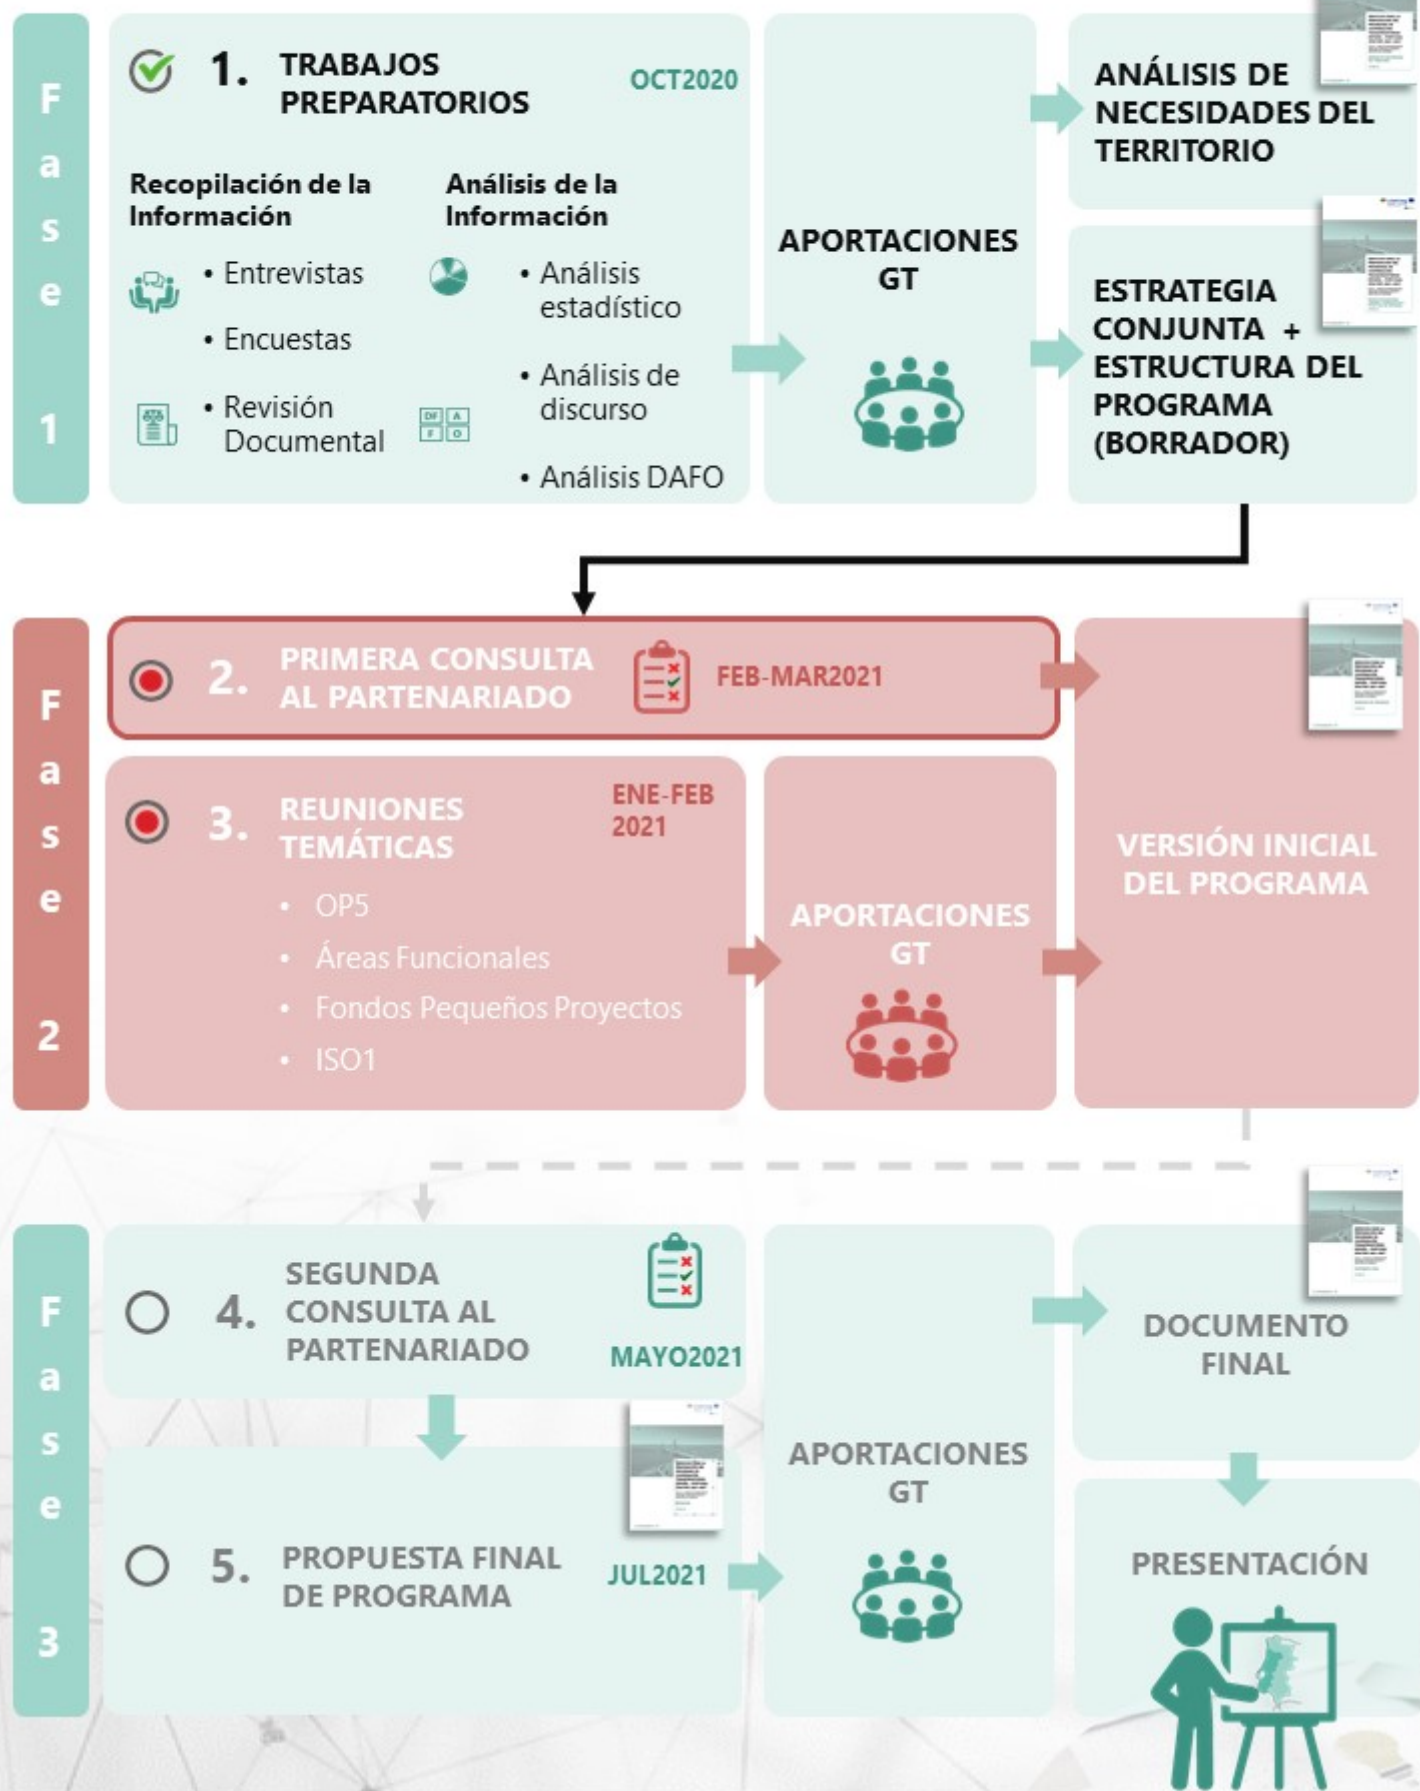 Fase 1
1. TRABAJOS
PREPARATORIOS
OCT2020
Recopilación de la
Información
• Entrevistas
• Encuestas
• Revisión
Documental
Análisis de la
Información
• Análisis
estadístico
• Análisis de
discurso
• Análisis DAFO
DF A
F O
APORTACIONES
GT
ANÁLISIS DE
NECESIDADES DEL
TERRITORIO
ESTRATEGIA
CONJUNTA +
ESTRUCTURA DEL
PROGRAMA
(BORRADOR)
Fase 2
2. PRIMERA CONSULTA
AL PARTENARIADO
FEB-MAR2021
3. REUNIONES
TEMÁTICAS
ENE-FEB
2021
• OP5
• Áreas Funcionales
• Fondos Pequeños Proyectos
• ISO1
APORTACIONES
GT
VERSIÓN INICIAL
DEL PROGRAMA
Fase 3
4. SEGUNDA
CONSULTA AL
PARTENARIADO
MAYO2021
5. PROPUESTA FINAL
DE PROGRAMA
JUL2021
APORTACIONES
GT
DOCUMENTO
FINAL
PRESENTACIÓN